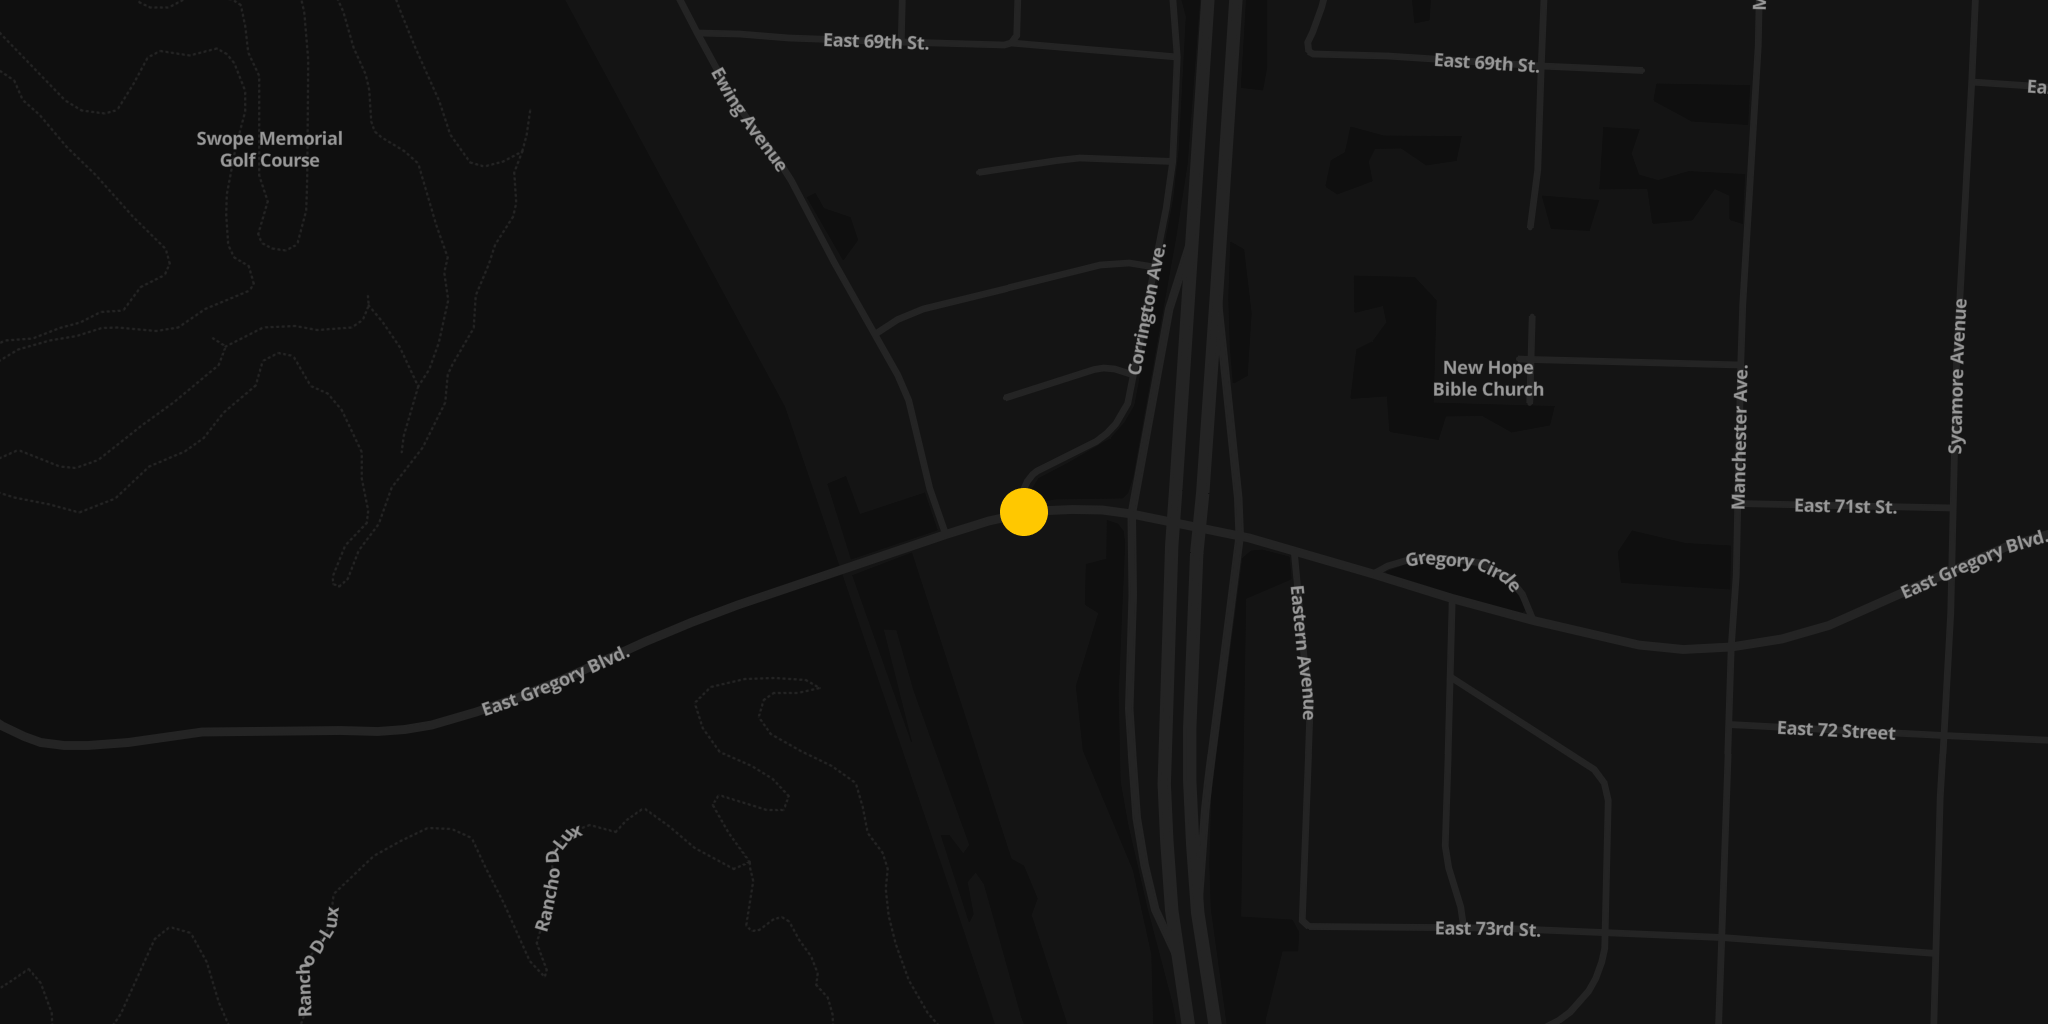 East 69th St.
East 69th St.
M
Ea
Ewing Avenue
Swope Memorial
Golf Course
Corrington Ave.
New Hope
Bible Church
Manchester Ave.
Sycamore Avenue
East 71st St.
Gregory Circle
East Gregory Blvd.
Eastern Avenue
East Gregory Blvd.
East 72 Street
Rancho D-Lux
Rancho D-Lux
East 73rd St.